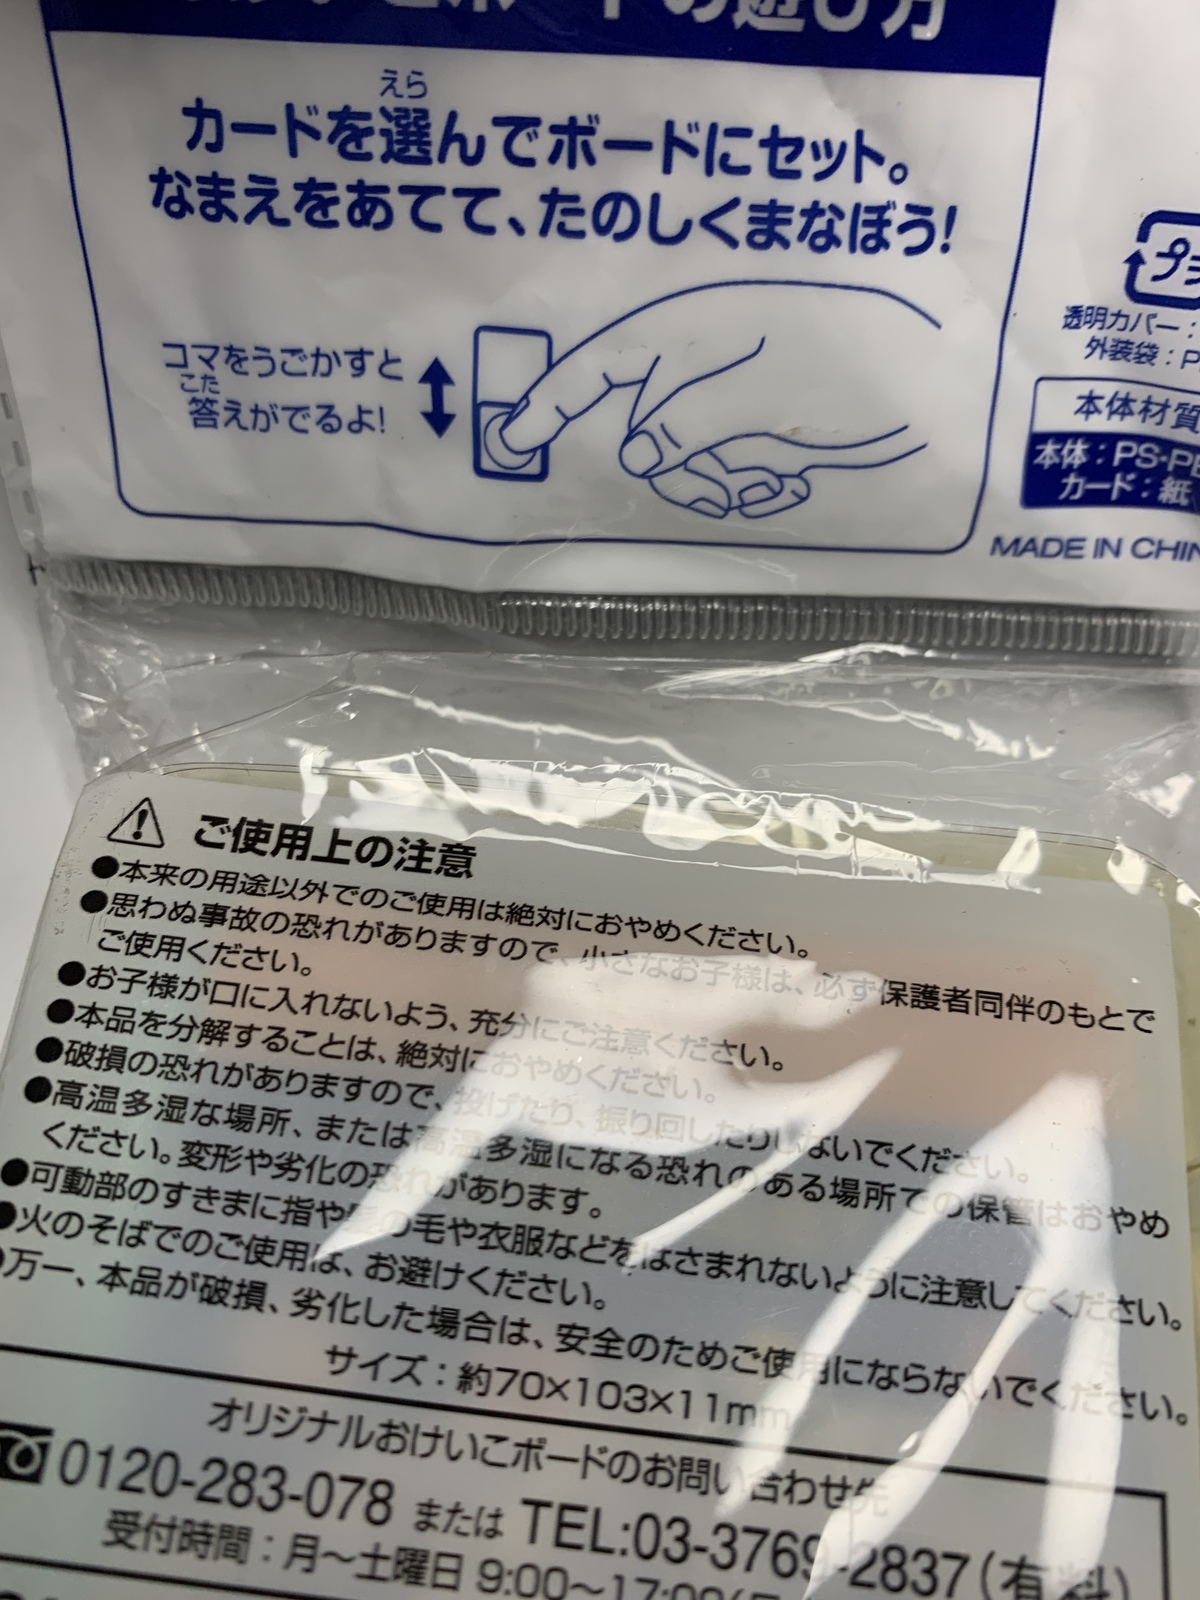 ボードの遊び方
えら
カードを選んでボードにセット。
なまえをあてて、たのしくまなぼう!
コマをうごかすと
こた
答えがでるよ!
プラ
透明カバー:
外装袋:P
本体材質
本体:PS・PE
カード:紙
MADE IN CHIN
ご使用上の注意
●本来の用途以外でのご使用は絶対におやめください。
●思わぬ事故の恐れがありますので、小さなお子様は、必ず保護者同伴のもとで
ご使用ください。
●お子様が口に入れないよう、充分にご注意ください。
●本品を分解することは、絶対におやめください。
●破損の恐れがありますので、投げたり、振り回したりしないでください。
●高温多湿な場所、または高温多湿になる恐れのある場所での保管はおやめ
ください。変形や劣化の恐れがあります。
●可動部のすきまに指や髪の毛や衣服などをはさまれないように注意してください。
●火のそばでのご使用は、お避けください。
●万一、本品が破損、劣化した場合は、安全のためご使用にならないでください。
サイズ:約70×103×11mm
オリジナルおけいこボードのお問い合わせ先
0120-283-078 または TEL:03-3769-2837(有料)
受付時間:月〜土曜日 9:00〜17:00